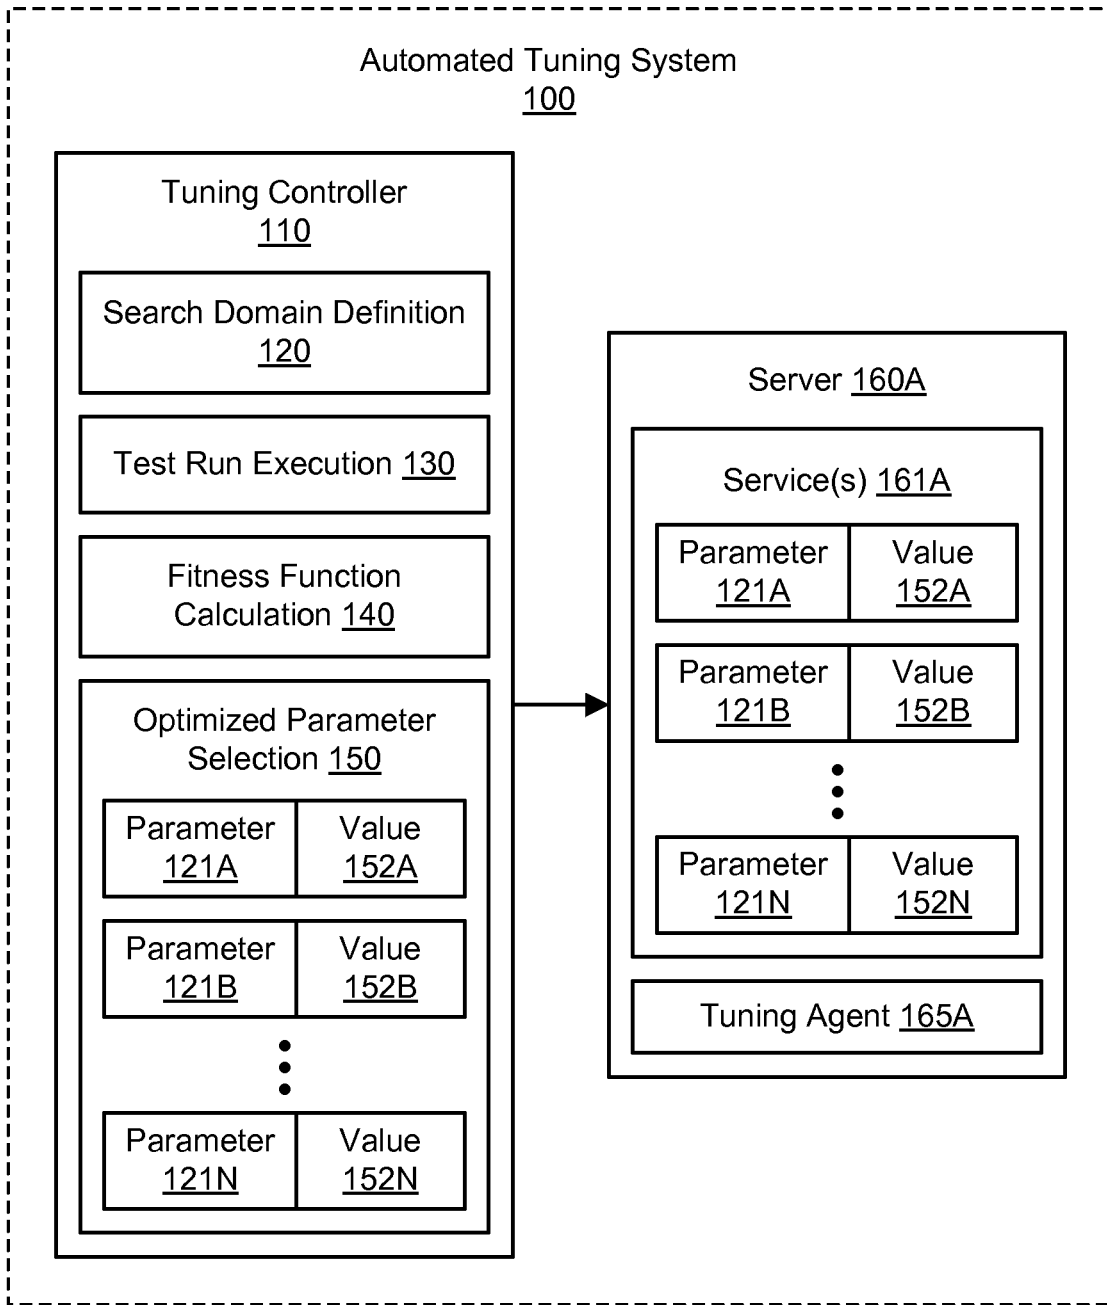 Automated Tuning System
100
Tuning Controller
110
Search Domain Definition
120
Test Run Execution 130
Fitness Function
Calculation 140
Optimized Parameter
Selection 150
Parameter Value
121A 152A
Parameter Value
121B 152B
Parameter Value
121N 152N
Server 160A
Service(s) 161A
Parameter Value
121A 152A
Parameter Value
121B 152B
Parameter Value
121N 152N
Tuning Agent 165A